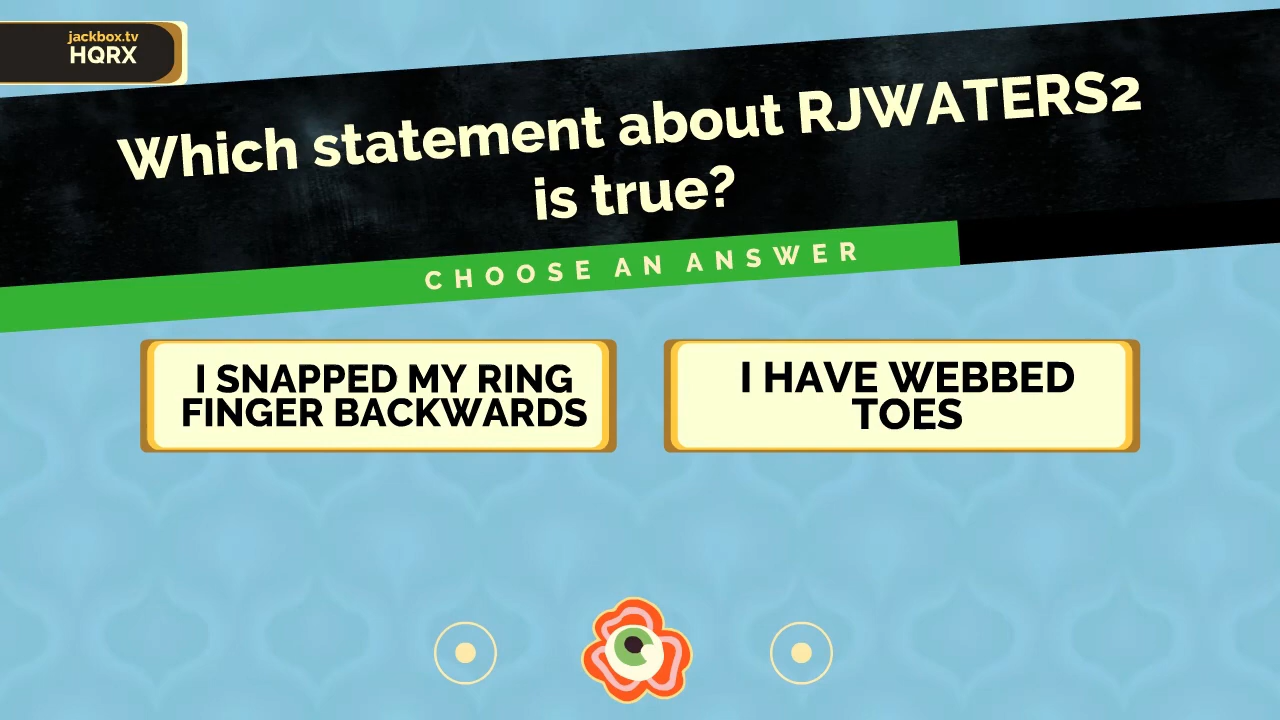 jackbox.tv
HQRX
Which statement about RJWATERS2
is true?
CHOOSE AN ANSWER
I SNAPPED MY RING
FINGER BACKWARDS
I HAVE WEBBED
TOES